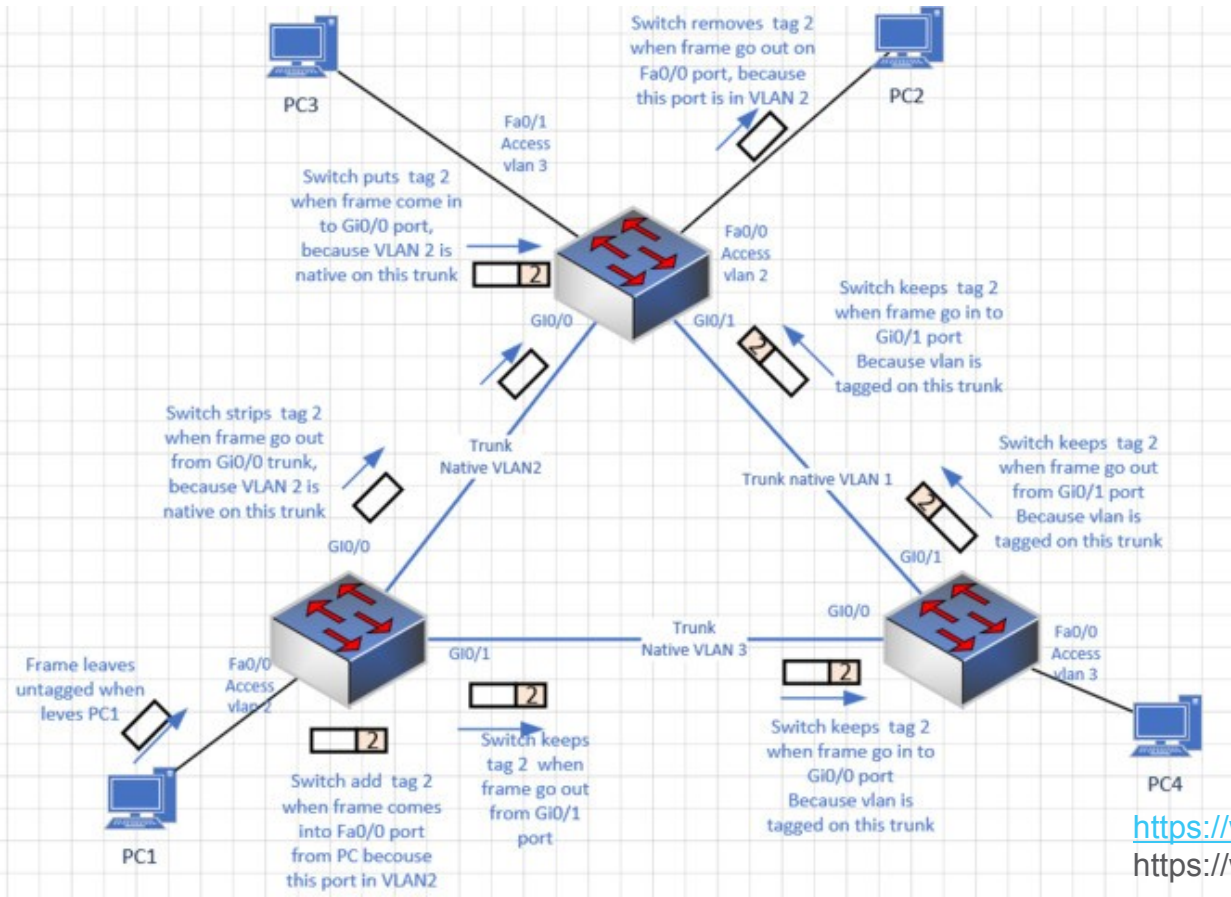 Switch removes tag 2
when frame go out on
Fa0/0 port, because
this port is in VLAN 2
PC3
PC2
Fa0/1
Access
vlan 3
Switch puts tag 2
when frame come in
to Gi0/0 port,
because VLAN 2 is
native on this trunk
2
Fa0/0
Access
vlan 2
GI0/0
GI0/1
Switch keeps tag 2
when frame go in to
Gi0/1 port
Because vlan is
tagged on this trunk
2
Switch strips tag 2
when frame go out
from Gi0/0 trunk,
because VLAN 2 is
native on this trunk
Trunk
Native VLAN2
Trunk native VLAN 1
Switch keeps tag 2
when frame go out
from Gi0/1 port
Because vlan is
tagged on this trunk
2
GI0/0
GI0/1
GI0/0
Trunk
Native VLAN 3
GI0/1
Fa0/0
Access
vlan 3
Frame leaves
untagged when
leves PC1
Fa0/0
Access
vlan 2
2
2
2
Switch keeps
tag 2 when
frame go out
from Gi0/1
port
Switch keeps tag 2
when frame go in to
Gi0/0 port
Because vlan is
tagged on this trunk
Switch add tag 2
when frame comes
into Fa0/0 port
from PC becouse
this port in VLAN2
PC1
PC4
https://
https://